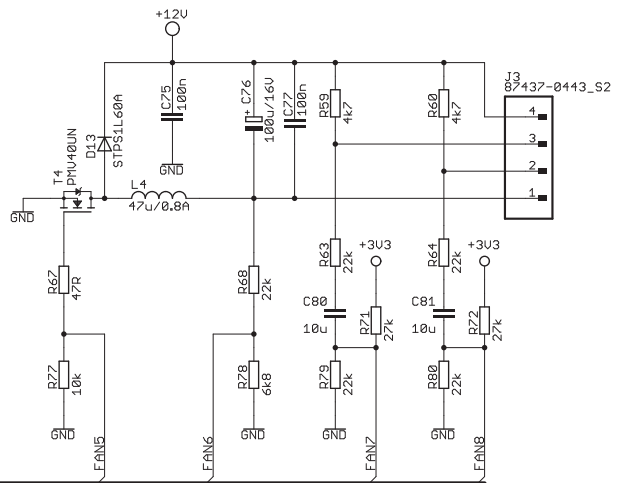 +12V
J3
87437-0443_S2
C75
100n
C76
+
100u/16V
C77
100n
R59
4k7
R60
4k7
D13
STPS1L60A
4
3
2
1
T4
PMV40UN
L4
47u/0.8A
GND
GND
R67
47R
R68
22k
R63
22k
+3V3
R64
22k
+3V3
C80
10u
R71
27k
C81
10u
R72
27k
R77
10k
R78
6k8
R79
22k
R80
22k
GND
GND
GND
GND
FAN5
FAN6
FAN7
FAN8